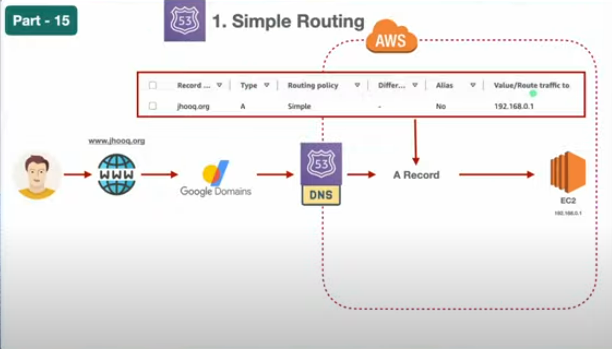 Part - 15
53
1. Simple Routing
AWS
Record ... Type Routing policy Differ... Alias Value/Route traffic to
jhooq.org A Simple - No 192.168.0.1
www.jhooq.org
WWW
Google Domains
53
DNS
A Record
EC2
192.168.0.1